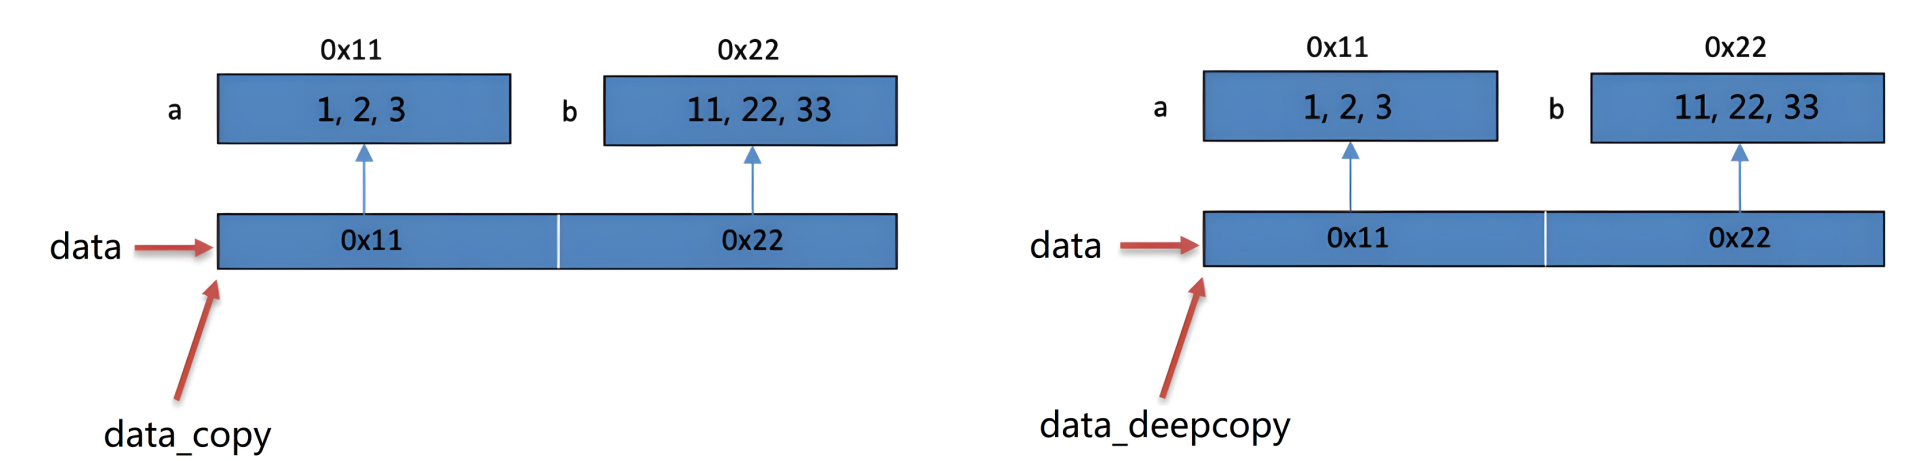 0x11
0x22
a
1, 2, 3
b
11, 22, 33
data
0x11
0x22
data_copy
0x11
0x22
a
1, 2, 3
b
11, 22, 33
data
0x11
0x22
data_deepcopy